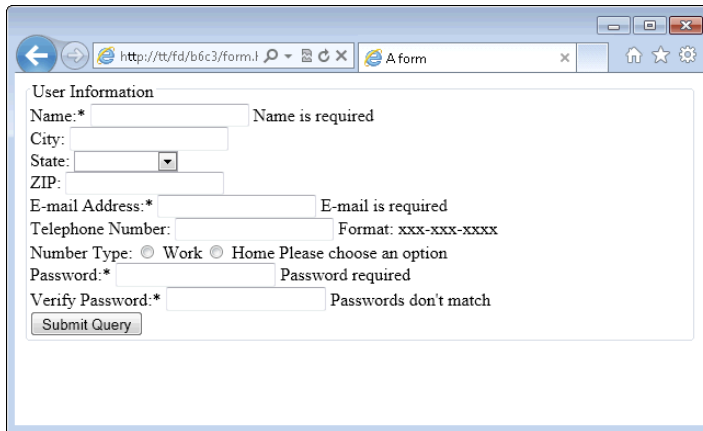 http://tt/fd/b6c3/form.h
A form
User Information
Name:* Name is required
City:
State:
ZIP:
E-mail Address:* E-mail is required
Telephone Number: Format: xxx-xxx-xxxx
Number Type: Work Home Please choose an option
Password:* Password required
Verify Password:* Passwords don't match
Submit Query